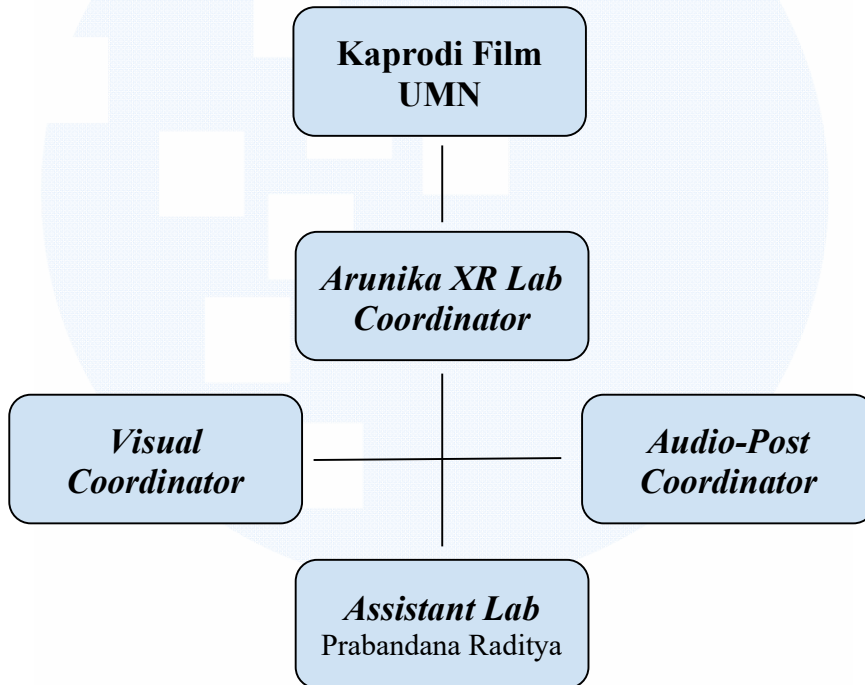 Kaprodi Film
UMN
Arunika XR Lab
Coordinator
Visual
Coordinator
Audio-Post
Coordinator
Assistant Lab
Prabandana Raditya